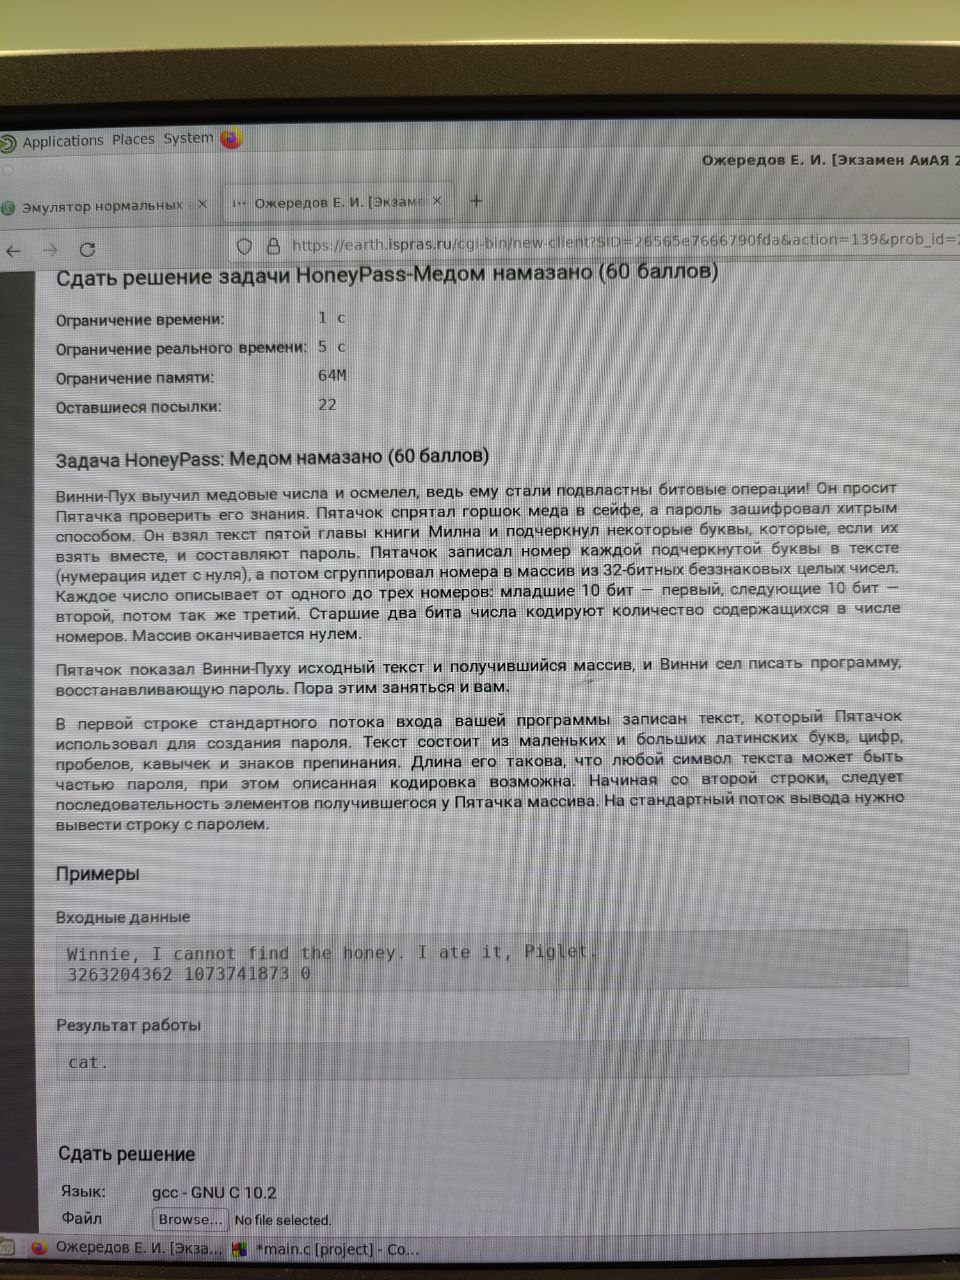 Applications Places System
Ожередов Е. И. [Экзамен АиАЯ 2
Эмулятор нормальных
Ожередов Е. И. [Экзаме
https://earth.ispras.ru/cgi-bin/new-client?SID=26565e7666790fda&action=139&prob_id=2
Сдать решение задачи HoneyPass-Медом намазано (60 баллов)
Ограничение времени: 1 с
Ограничение реального времени: 5 с
Ограничение памяти: 64M
Оставшиеся посылки: 22
Задача HoneyPass: Медом намазано (60 баллов)
Винни-Пух выучил медовые числа и осмелел, ведь ему стали подвластны битовые операции! Он просит
Пятачка проверить его знания. Пятачок спрятал горшок меда в сейфе, а пароль зашифровал хитрым
способом. Он взял текст пятой главы книги Милна и подчеркнул некоторые буквы, которые, если их
взять вместе, и составляют пароль. Пятачок записал номер каждой подчеркнутой буквы в тексте
(нумерация идет с нуля), а потом сгруппировал номера в массив из 32-битных беззнаковых целых чисел.
Каждое число описывает от одного до трех номеров: младшие 10 бит — первый, следующие 10 бит —
второй, потом так же третий. Старшие два бита числа кодируют количество содержащихся в числе
номеров. Массив оканчивается нулем.
Пятачок показал Винни-Пуху исходный текст и получившийся массив, и Винни сел писать программу,
восстанавливающую пароль. Пора этим заняться и вам.
В первой строке стандартного потока входа вашей программы записан текст, который Пятачок
использовал для создания пароля. Текст состоит из маленьких и больших латинских букв, цифр,
пробелов, кавычек и знаков препинания. Длина его такова, что любой символ текста может быть
частью пароля, при этом описанная кодировка возможна. Начиная со второй строки, следует
последовательность элементов получившегося у Пятачка массива. На стандартный поток вывода нужно
вывести строку с паролем.
Примеры
Входные данные
Winnie, I cannot find the honey. I ate it, Piglet.
3263204362 1073741873 0
Результат работы
cat.
Сдать решение
Язык: gcc - GNU C 10.2
Файл Browse... No file selected.
Ожередов Е. И. [Экза... *main.c [project] - Co...